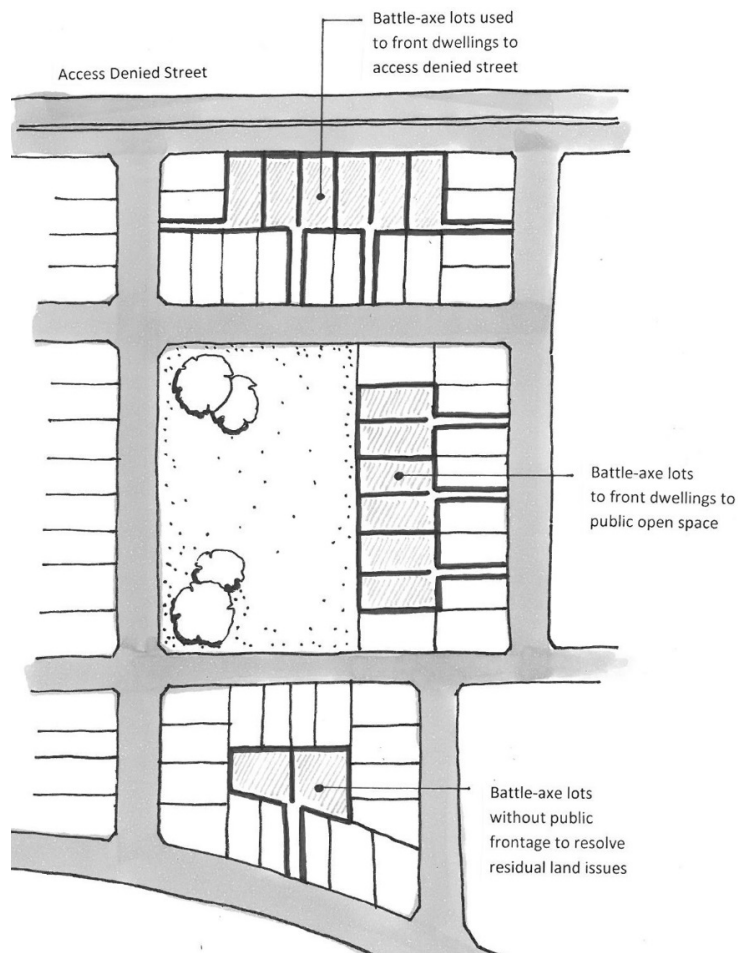 Battle-axe lots used
to front dwellings to
access denied street
Access Denied Street
Battle-axe lots
to front dwellings to
public open space
Battle-axe lots
without public
frontage to resolve
residual land issues